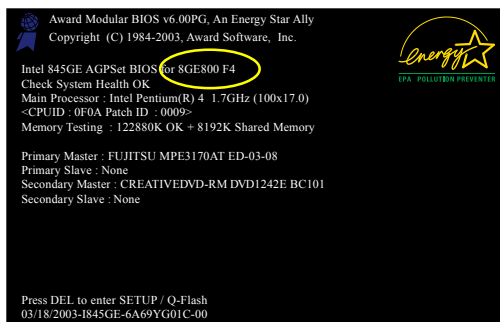 Award Modular BIOS v6.00PG, An Energy Star Ally
Copyright (C) 1984-2003, Award Software, Inc.
energy
EPA POLLUTION PREVENTER
Intel 845GE AGPSet BIOS for 8GE800 F4
Check System Health OK
Main Processor : Intel Pentium(R) 4 1.7GHz (100x17.0)
<CPUID : 0F0A Patch ID : 0009>
Memory Testing : 122880K OK + 8192K Shared Memory
Primary Master : FUJITSU MPE3170AT ED-03-08
Primary Slave : None
Secondary Master : CREATIVEDVD-RM DVD1242E BC101
Secondary Slave : None
Press DEL to enter SETUP / Q-Flash
03/18/2003-I845GE-6A69YG01C-00